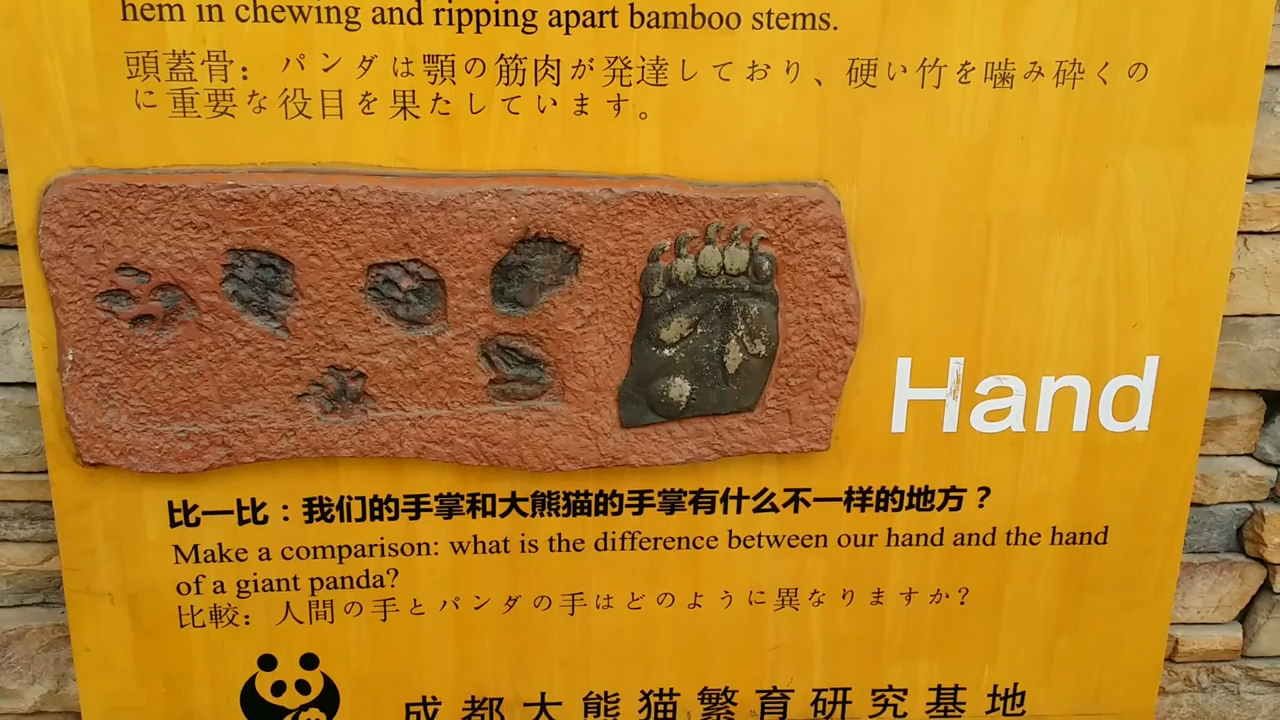 hem in chewing and ripping apart bamboo stems.
頭蓋骨：パンダは顎の筋肉が発達しており、硬い竹を噛み砕くの
に重要な役目を果たしています。
Hand
比一比：我们的手掌和大熊猫的手掌有什么不一样的地方？
Make a comparison: what is the difference between our hand and the hand
of a giant panda?
比較：人間の手とパンダの手はどのように異なりますか？
成都大熊猫繁育研究基地